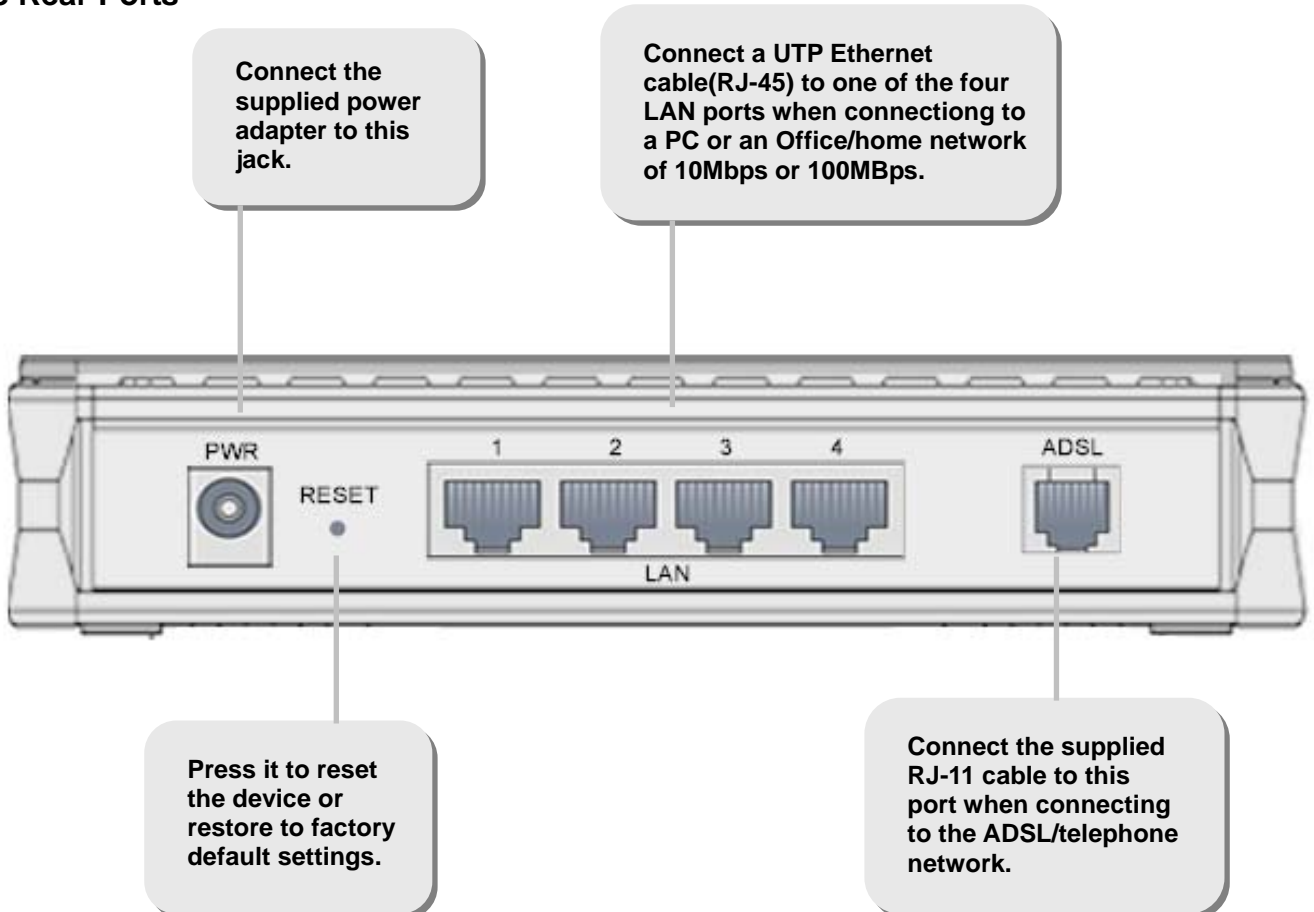 Rear Ports
Connect the
supplied power
adapter to this
jack.
Connect a UTP Ethernet
cable(RJ-45) to one of the four
LAN ports when connectiong to
a PC or an Office/home network
of 10Mbps or 100MBps.
PWR
RESET
1 2 3 4
LAN
ADSL
Press it to reset
the device or
restore to factory
default settings.
Connect the supplied
RJ-11 cable to this
port when connecting
to the ADSL/telephone
network.